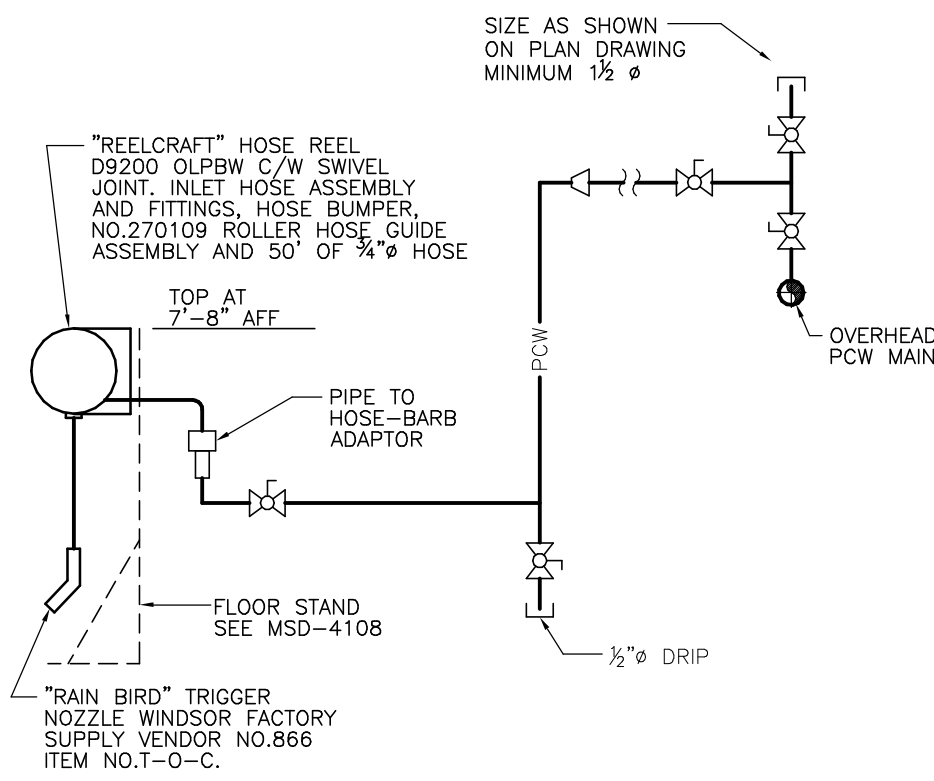 SIZE AS SHOWN
ON PLAN DRAWING
MINIMUM 1½ ø
"REELCRAFT" HOSE REEL
D9200 OLPBW C/W SWIVEL
JOINT. INLET HOSE ASSEMBLY
AND FITTINGS, HOSE BUMPER,
NO.270109 ROLLER HOSE GUIDE
ASSEMBLY AND 50' OF ¾"ø HOSE
TOP AT
7'-8" AFF
PCW
OVERHEAD
PCW MAIN
PIPE TO
HOSE-BARB
ADAPTOR
FLOOR STAND
SEE MSD-4108
½"ø DRIP
"RAIN BIRD" TRIGGER
NOZZLE WINDSOR FACTORY
SUPPLY VENDOR NO.866
ITEM NO.T-O-C.